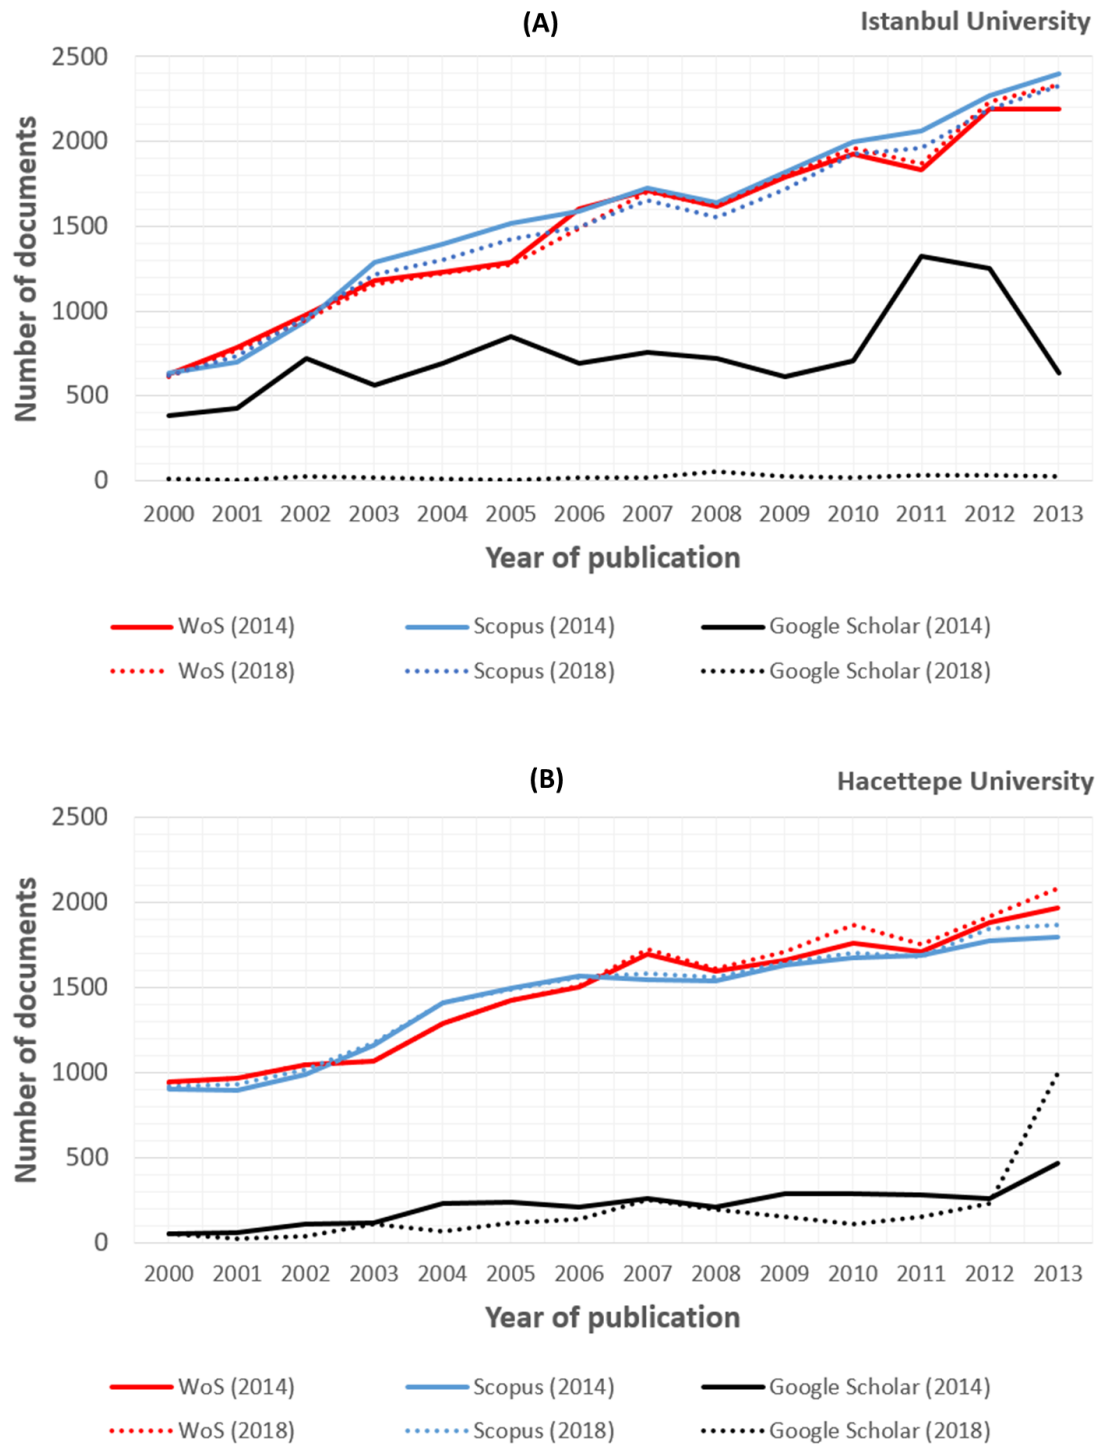 (A)
Istanbul University
Number of documents
2500
2000
1500
1000
500
0
2000 2001 2002 2003 2004 2005 2006 2007 2008 2009 2010 2011 2012 2013
Year of publication
WoS (2014) Scopus (2014) Google Scholar (2014)
WoS (2018) Scopus (2018) Google Scholar (2018)
(B)
Hacettepe University
Number of documents
2500
2000
1500
1000
500
0
2000 2001 2002 2003 2004 2005 2006 2007 2008 2009 2010 2011 2012 2013
Year of publication
WoS (2014) Scopus (2014) Google Scholar (2014)
WoS (2018) Scopus (2018) Google Scholar (2018)